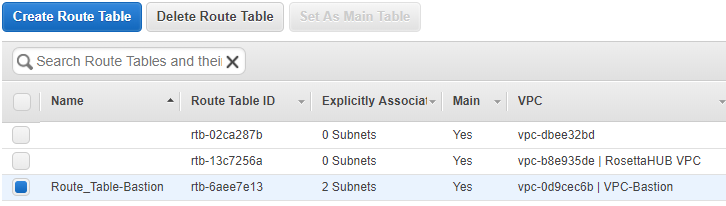 Create Route Table Delete Route Table Set As Main Table
Search Route Tables and thei
Name Route Table ID Explicitly Associat Main VPC
rtb-02ca287b 0 Subnets Yes vpc-dbee32bd
rtb-13c7256a 0 Subnets Yes vpc-b8e935de | RosettaHUB VPC
Route_Table-Bastion rtb-6aee7e13 2 Subnets Yes vpc-0d9cec6b | VPC-Bastion